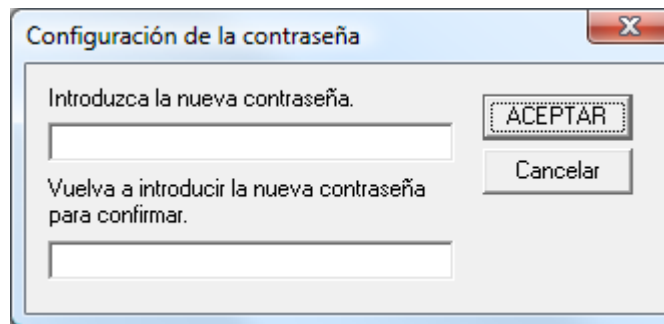 Configuración de la contraseña
Introduzca la nueva contraseña.
ACEPTAR
Cancelar
Vuelva a introducir la nueva contraseña
para confirmar.